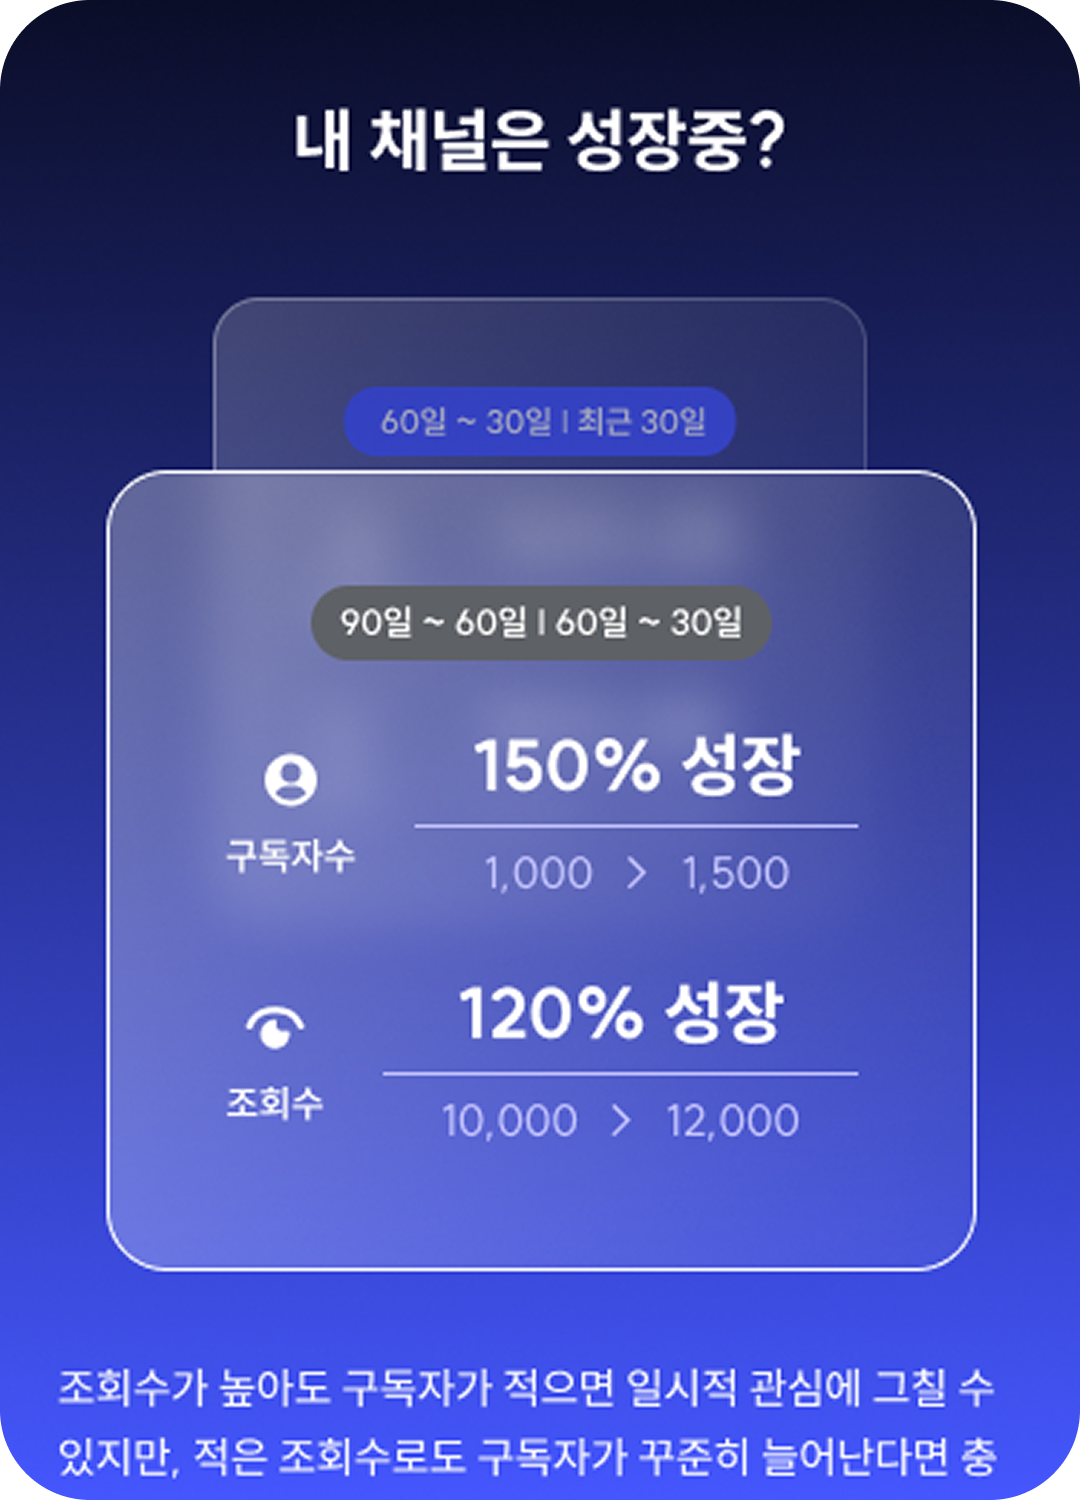 내 채널은 성장중?
60일 ~ 30일 | 최근 30일
90일 ~ 60일 | 60일 ~ 30일
150% 성장
구독자수
1,000 > 1,500
120% 성장
조회수
10,000 > 12,000
조회수가 높아도 구독자가 적으면 일시적 관심에 그칠 수
있지만, 적은 조회수로도 구독자가 꾸준히 늘어난다면 충